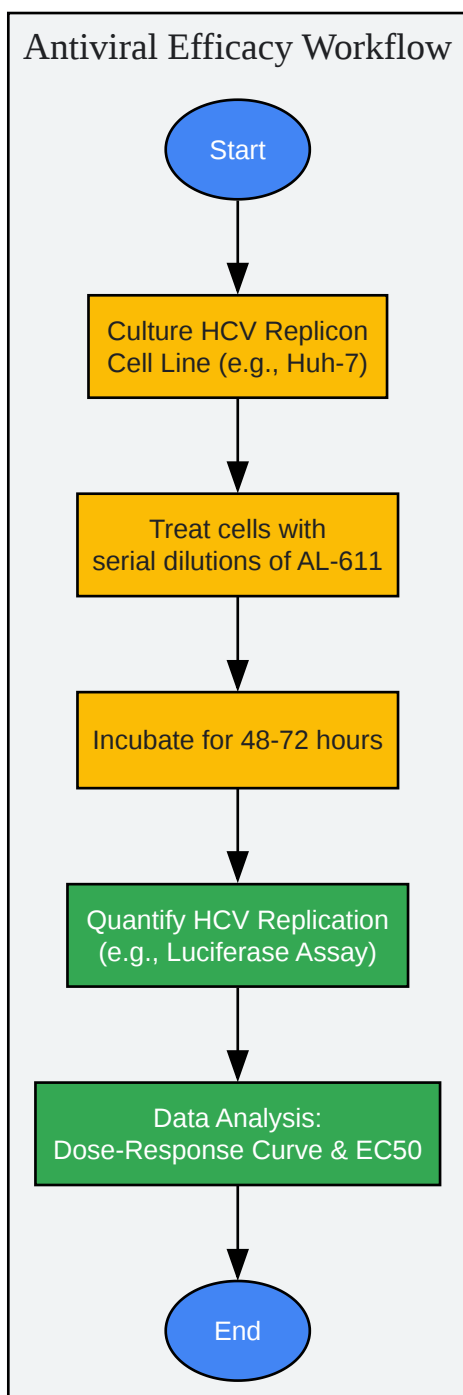 Antiviral Efficacy Workflow
Start
Culture HCV Replicon
Cell Line (e.g., Huh-7)
Treat cells with
serial dilutions of AL-611
Incubate for 48-72 hours
Quantify HCV Replication
(e.g., Luciferase Assay)
Data Analysis:
Dose-Response Curve & EC50
End